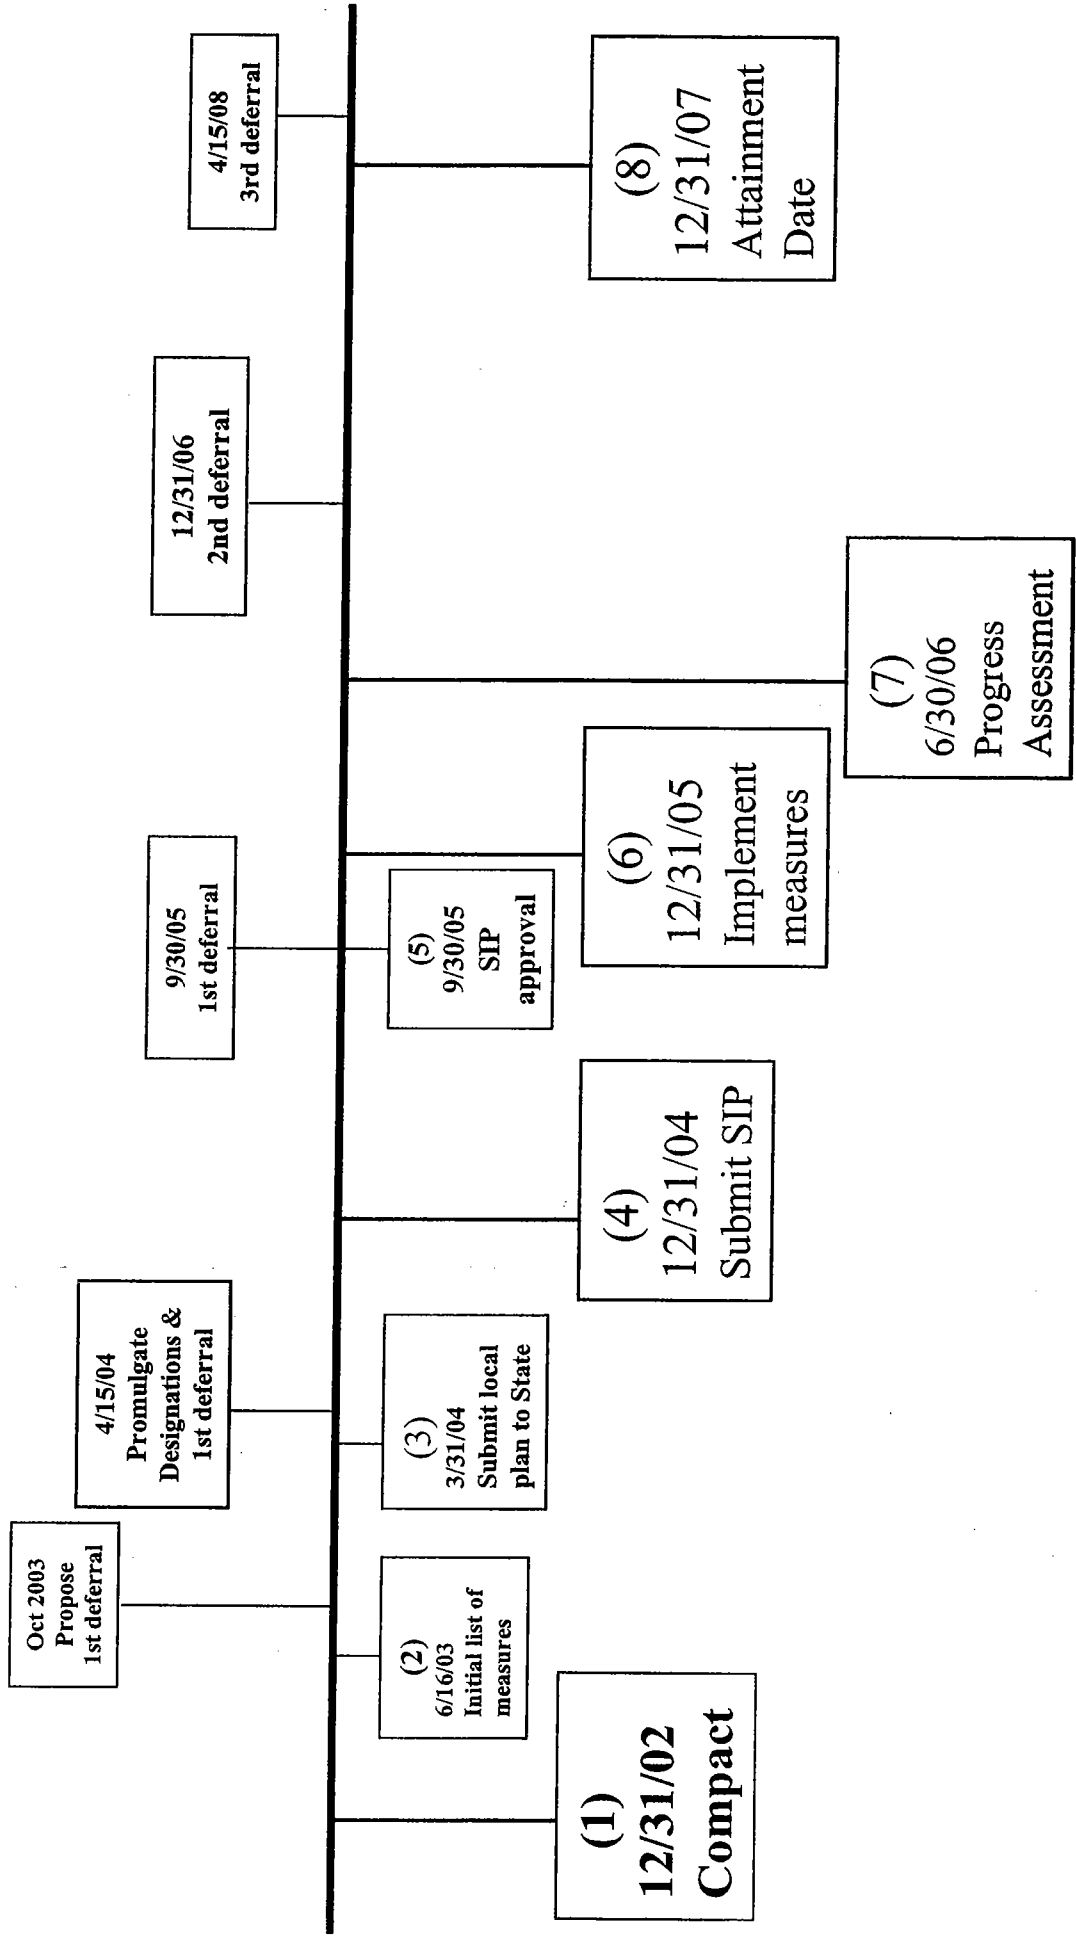 Oct 2003
Propose
1st deferral
4/15/04
Promulgate
Designations &
1st deferral
9/30/05
1st deferral
12/31/06
2nd deferral
4/15/08
3rd deferral
(1)
12/31/02
Compact
(2)
6/16/03
Initial list of
measures
(3)
3/31/04
Submit local
plan to State
(4)
12/31/04
Submit SIP
(5)
9/30/05
SIP
approval
(6)
12/31/05
Implement
measures
(7)
6/30/06
Progress
Assessment
(8)
12/31/07
Attainment
Date